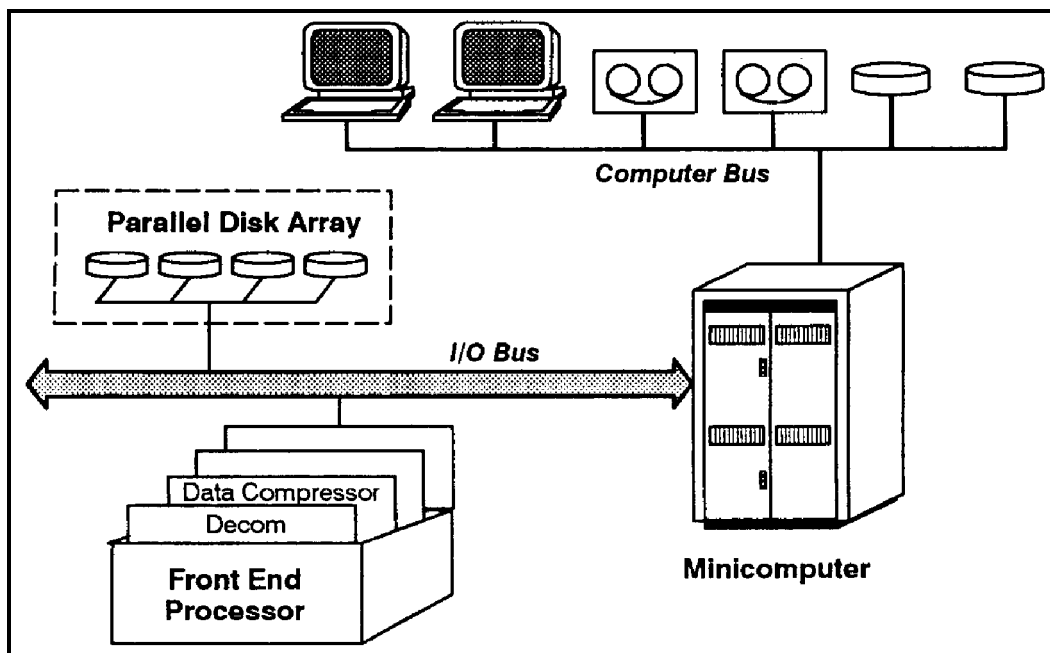 Computer Bus
Parallel Disk Array
I/O Bus
Data Compressor
Decom
Front End
Processor
Minicomputer